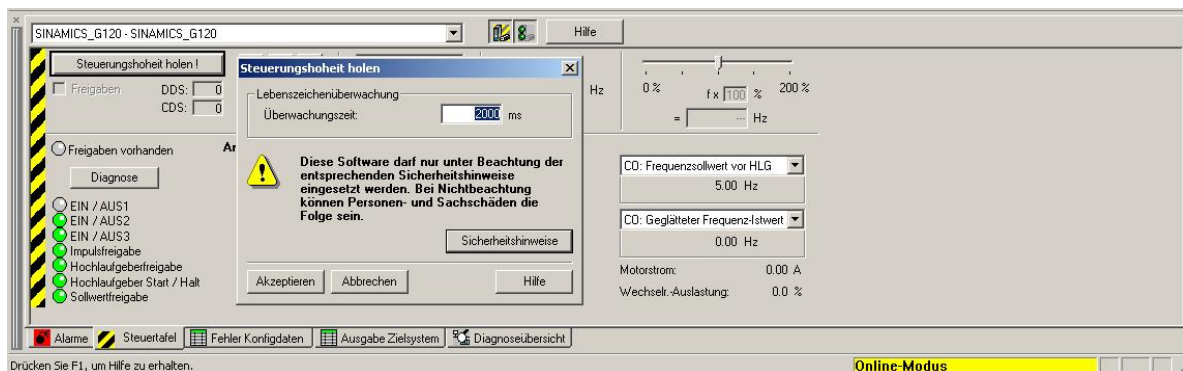 SINAMICS_G120 - SINAMICS_G120
Hilfe
Steuerungshoheit holen !
Freigaben
DDS: 0
CDS: 0
Hz
0 %
f x 100 %
200 %
= --- Hz
Steuerungshoheit holen
Lebenszeichenüberwachung
Überwachungszeit: 2000 ms
Diese Software darf nur unter Beachtung der
entsprechenden Sicherheitshinweise
eingesetzt werden. Bei Nichtbeachtung
können Personen- und Sachschäden die
Folge sein.
Sicherheitshinweise
Akzeptieren
Abbrechen
Hilfe
Freigaben vorhanden
Diagnose
EIN / AUS1
EIN / AUS2
EIN / AUS3
Impulsfreigabe
Hochlaufgeberfreigabe
Hochlaufgeber Start / Halt
Sollwertfreigabe
CO: Frequenzsollwert vor HLG
5.00 Hz
CO: Geglätteter Frequenz-Istwert
0.00 Hz
Motorstrom: 0.00 A
Wechselr.-Auslastung: 0.0 %
Alarme
Steuertafel
Fehler Konfigdaten
Ausgabe Zielsystem
Diagnoseübersicht
Drücken Sie F1, um Hilfe zu erhalten.
Online-Modus